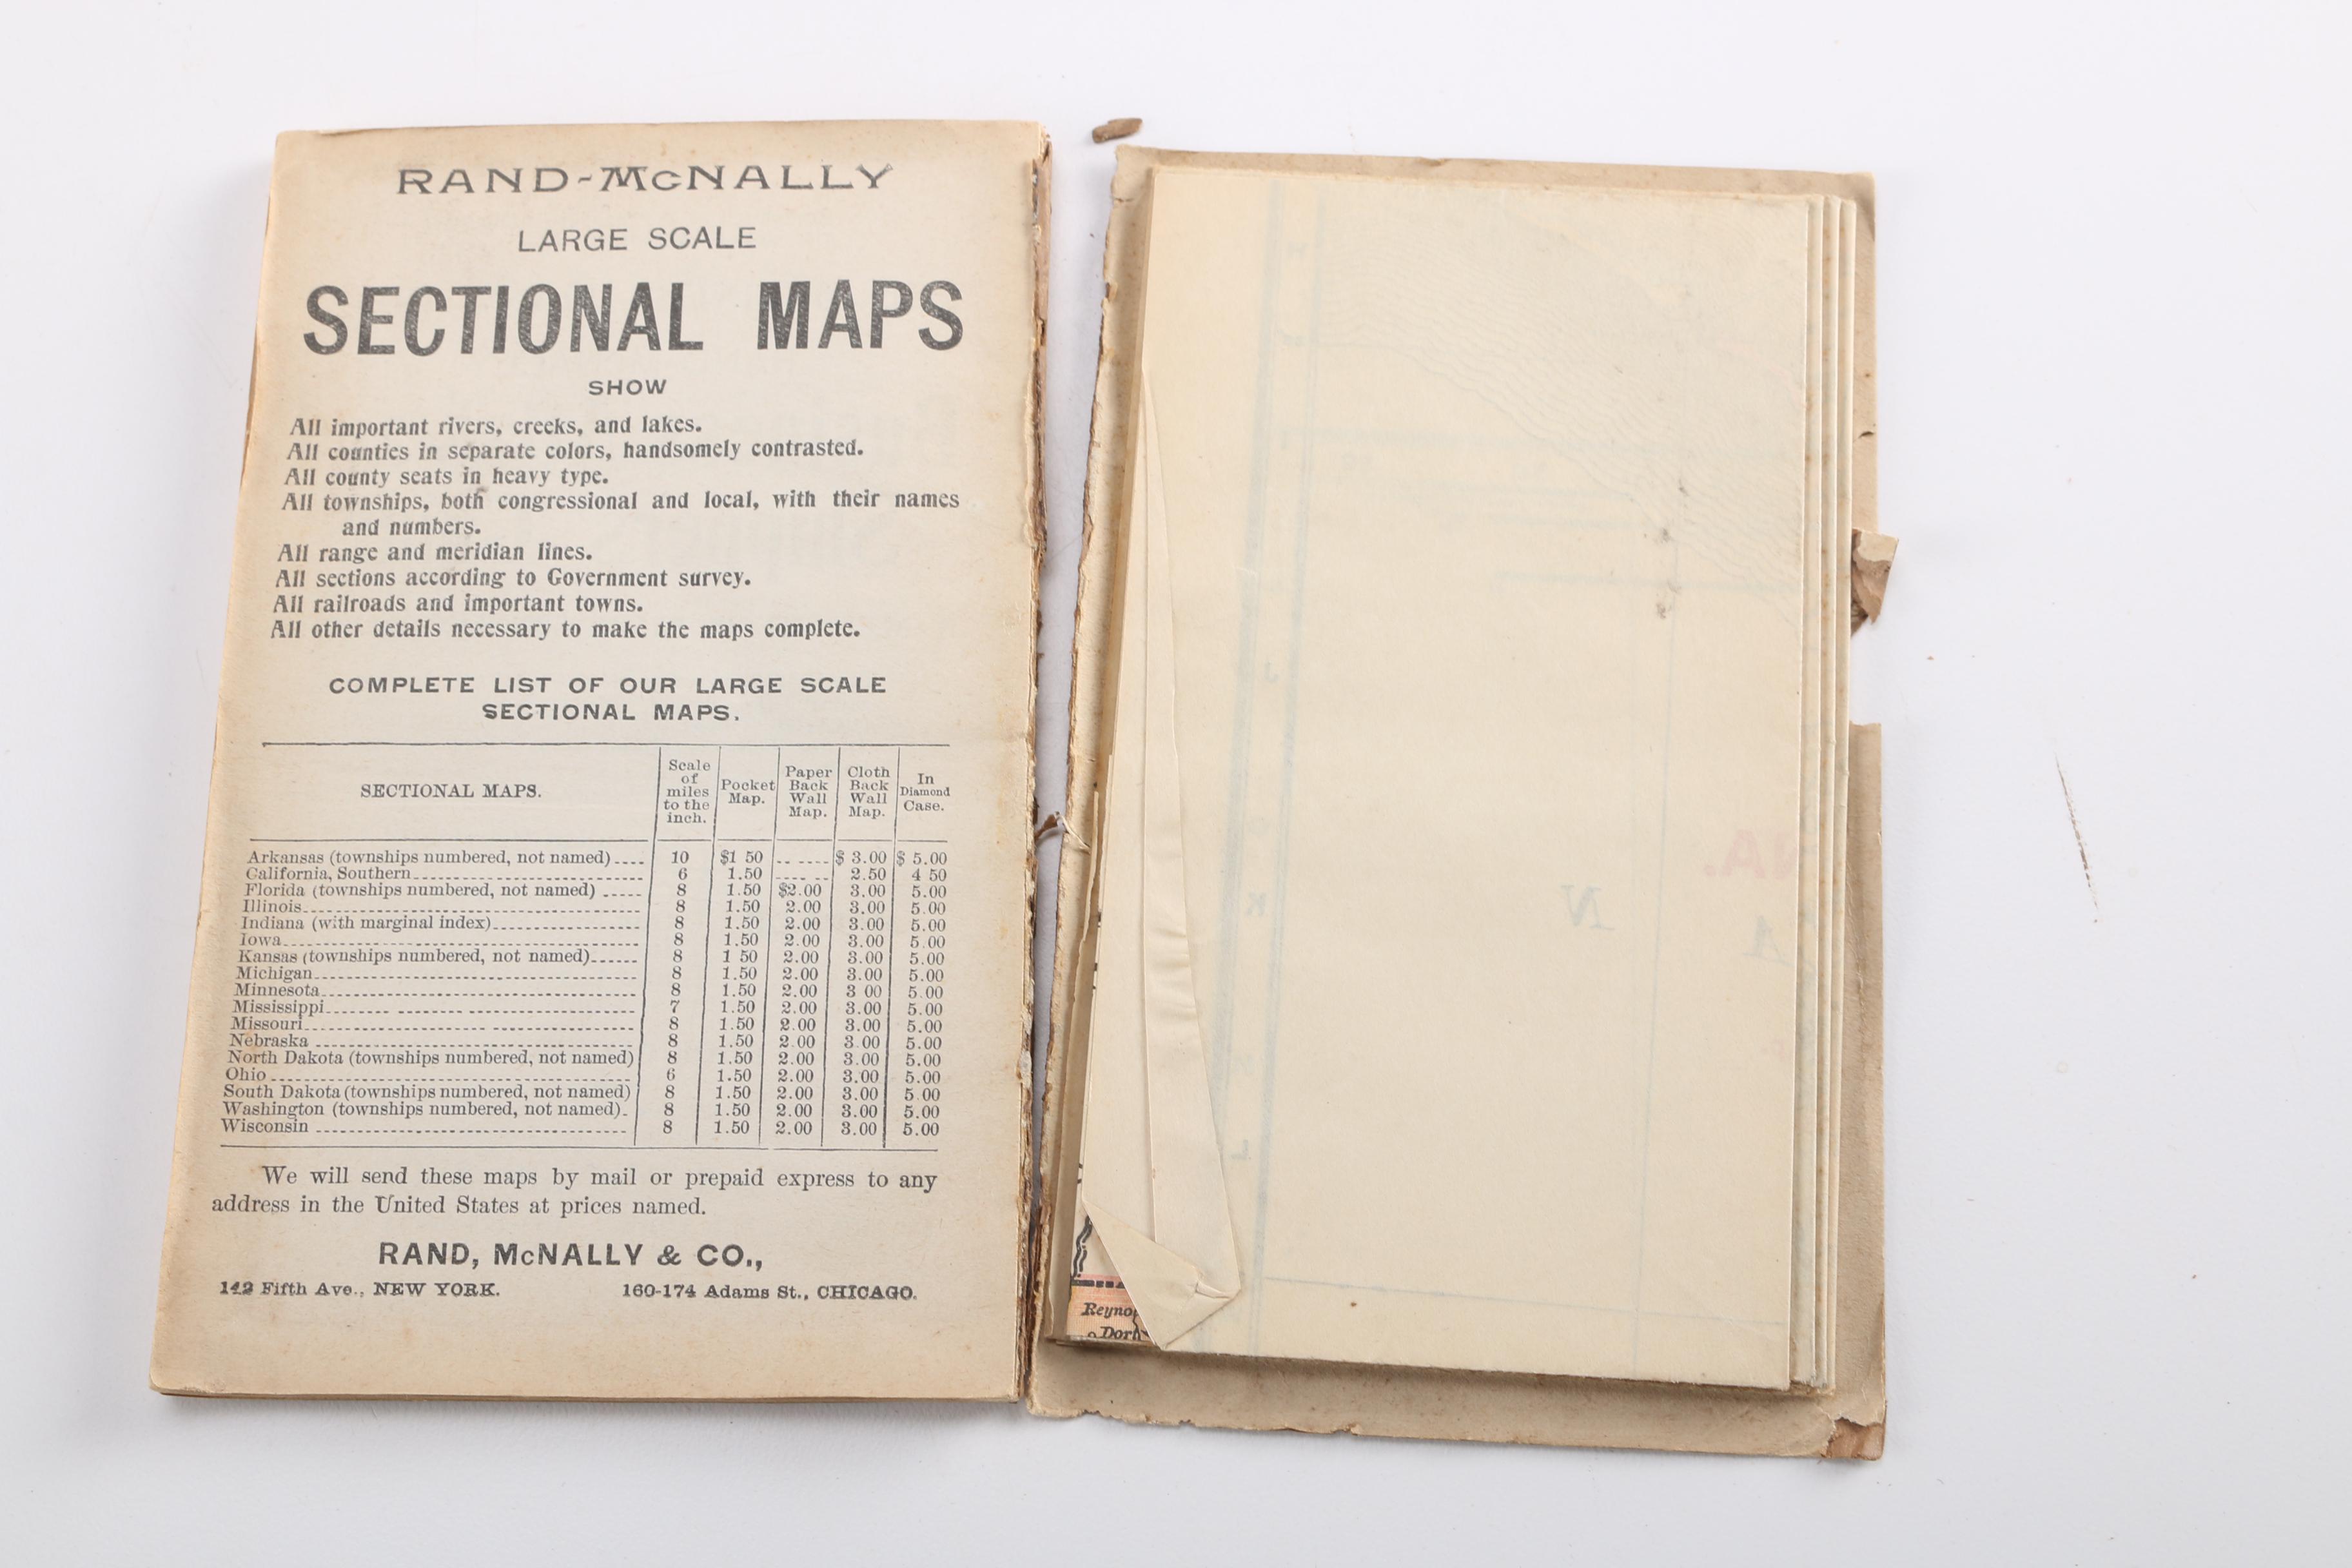 RAND-McNALLY
LARGE SCALE
SECTIONAL MAPS
SHOW
All important rivers, creeks, and lakes.
All counties in separate colors, handsomely contrasted.
All county seats in heavy type.
All townships, both congressional and local, with their names
and numbers.
All range and meridian lines.
All sections according to Government survey.
All railroads and important towns.
All other details necessary to make the maps complete.
COMPLETE LIST OF OUR LARGE SCALE
SECTIONAL MAPS.
SECTIONAL MAPS. Scale of miles to the inch. Pocket Map. Paper Back Wall Map. Cloth Back Wall Map. In Diamond Case.
Arkansas (townships numbered, not named).... 10 $1 50 .. .... $ 3.00 $ 5.00
California, Southern 6 1.50 .... .. 2.50 4 50
Florida (townships numbered, not named) ..... 8 1.50 $2.00 3.00 5.00
Illinois 8 1.50 2.00 3.00 5.00
Indiana (with marginal index) 8 1.50 2.00 3.00 5.00
Iowa 8 1.50 2.00 3.00 5.00
Kansas (townships numbered, not named)...... 8 1 50 2.00 3.00 5.00
Michigan 8 1.50 2.00 3.00 5.00
Minnesota 8 1.50 2.00 3 00 5.00
Mississippi 7 1.50 2.00 3.00 5.00
Missouri 8 1.50 2.00 3.00 5.00
Nebraska 8 1.50 2.00 3.00 5.00
North Dakota (townships numbered, not named) 8 1.50 2.00 3.00 5.00
Ohio 6 1.50 2.00 3.00 5.00
South Dakota (townships numbered, not named) 8 1.50 2.00 3.00 5.00
Washington (townships numbered, not named). 8 1.50 2.00 3.00 5.00
Wisconsin 8 1.50 2.00 3.00 5.00
We will send these maps by mail or prepaid express to any
address in the United States at prices named.
RAND, McNALLY & CO.,
142 Fifth Ave., NEW YORK. 160-174 Adams St., CHICAGO.